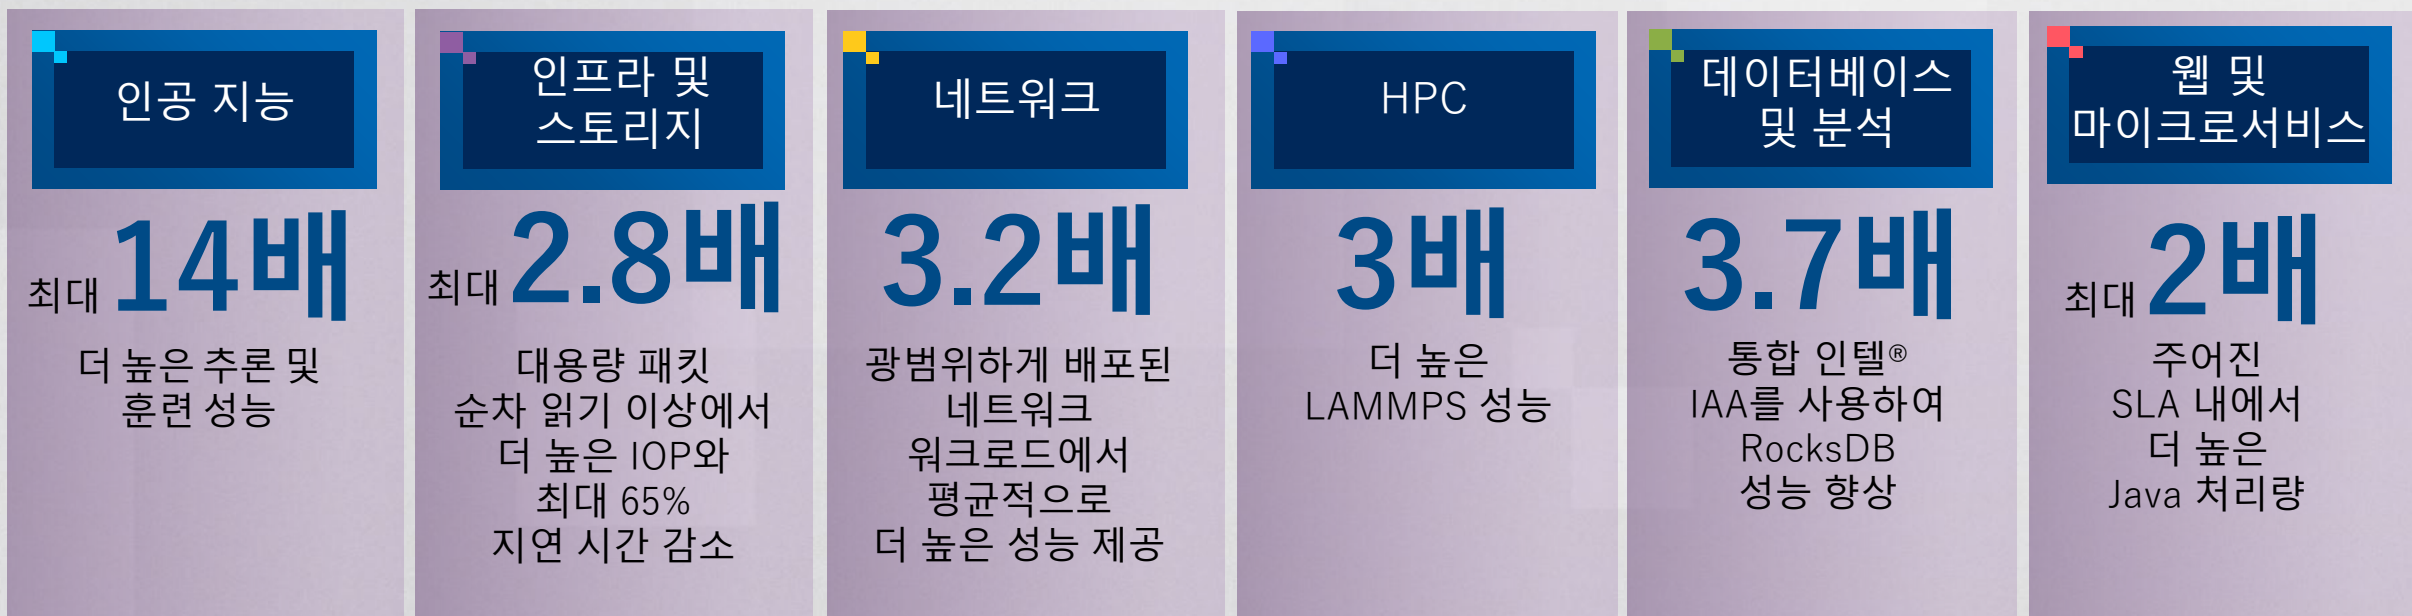 인공 지능
최대 14배
더 높은 추론 및
훈련 성능
인프라 및
스토리지
최대 2.8배
대용량 패킷
순차 읽기 이상에서
더 높은 IOP와
최대 65%
지연 시간 감소
네트워크
3.2배
광범위하게 배포된
네트워크
워크로드에서
평균적으로
더 높은 성능 제공
HPC
3배
더 높은
LAMMPS 성능
데이터베이스
및 분석
3.7배
통합 인텔®
IAA를 사용하여
RocksDB
성능 향상
웹 및
마이크로서비스
최대 2배
주어진
SLA 내에서
더 높은
Java 처리량